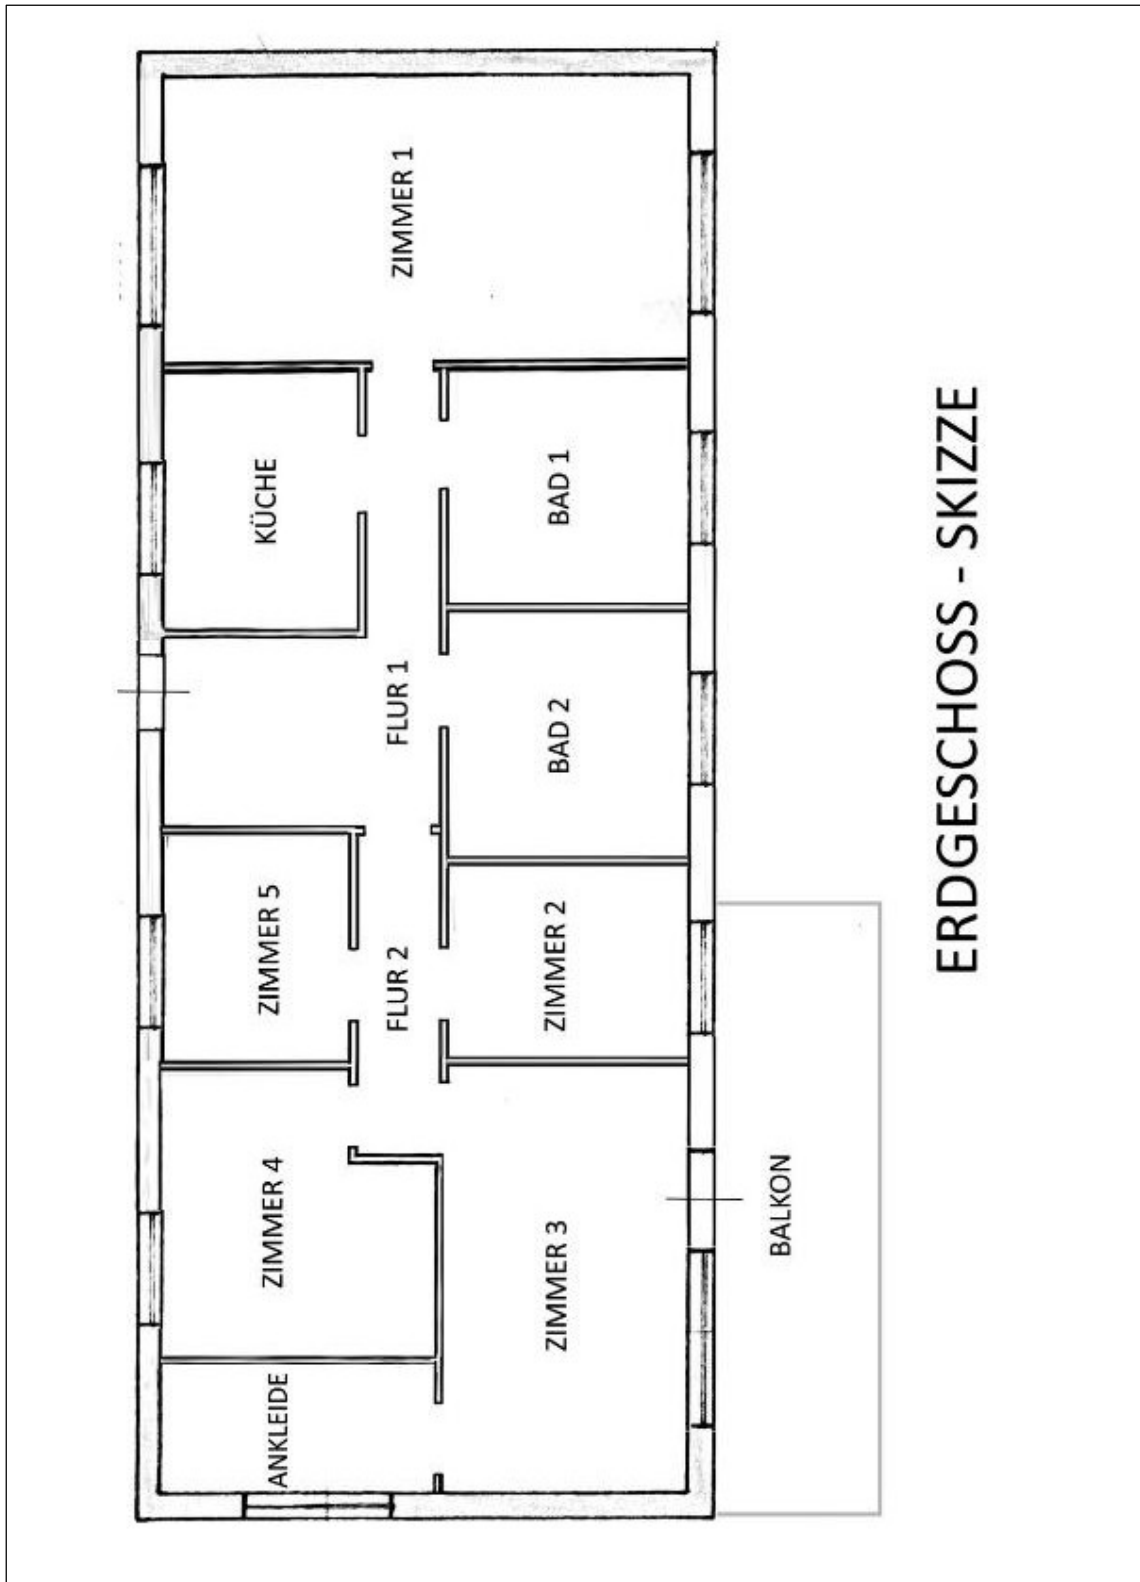 ANKLEIDE
ZIMMER 4
ZIMMER 5
KÜCHE
FLUR 2
FLUR 1
ZIMMER 1
ZIMMER 3
ZIMMER 2
BAD 2
BAD 1
BALKON
ERDGESCHOSS - SKIZZE